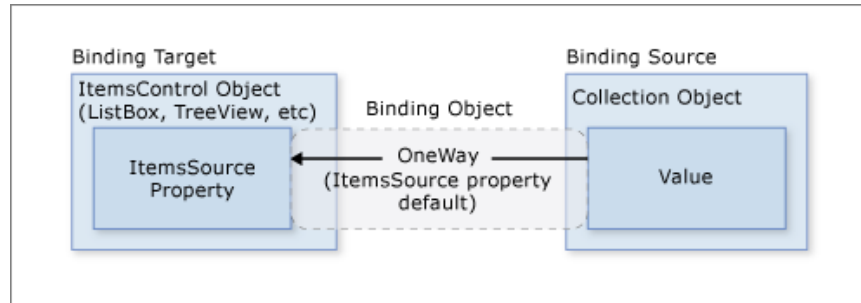 Binding Target
Binding Source
ItemsControl Object
(ListBox, TreeView, etc)
Binding Object
Collection Object
ItemsSource
Property
OneWay
(ItemsSource property
default)
Value